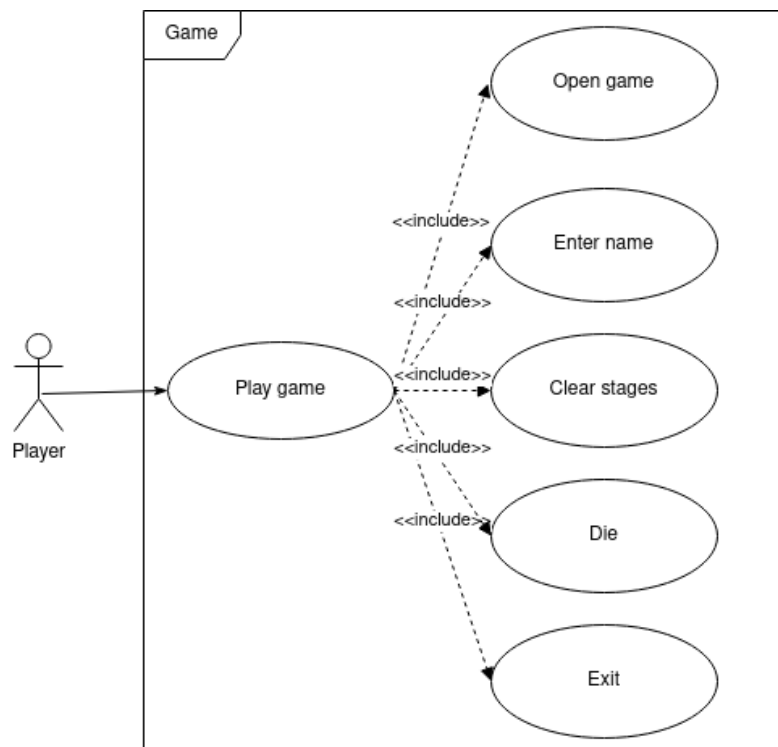 Game
Open game
<<include>>
Enter name
<<include>>
<<include>>
Play game
Clear stages
Player
<<include>>
<<include>>
Die
Exit